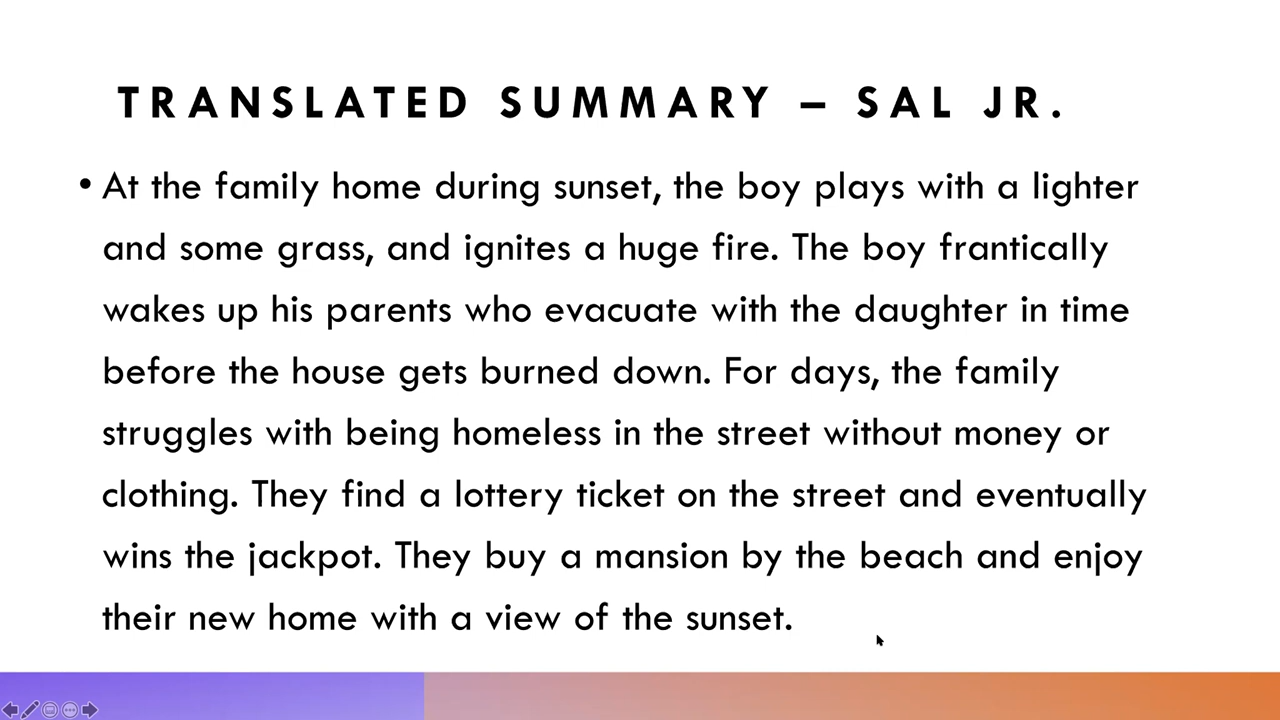 TRANSLATED SUMMARY – SAL JR.
• At the family home during sunset, the boy plays with a lighter
and some grass, and ignites a huge fire. The boy frantically
wakes up his parents who evacuate with the daughter in time
before the house gets burned down. For days, the family
struggles with being homeless in the street without money or
clothing. They find a lottery ticket on the street and eventually
wins the jackpot. They buy a mansion by the beach and enjoy
their new home with a view of the sunset.